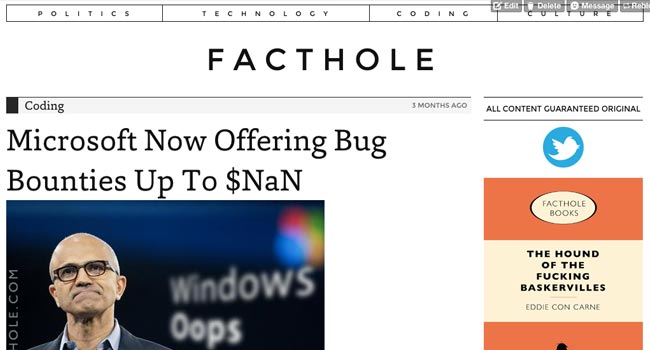 Edit Delete Message
POLITICS TECHNOLOGY CODING CULTURE
FACTHOLE
Coding
3 MONTHS AGO
Microsoft Now Offering Bug
Bounties Up To $NaN
Windows
Oops
HOLE.COM
ALL CONTENT GUARANTEED ORIGINAL
FACTHOLE
BOOKS
THE HOUND
OF THE
FUCKING
BASKERVILLES
EDDIE CON CARNE